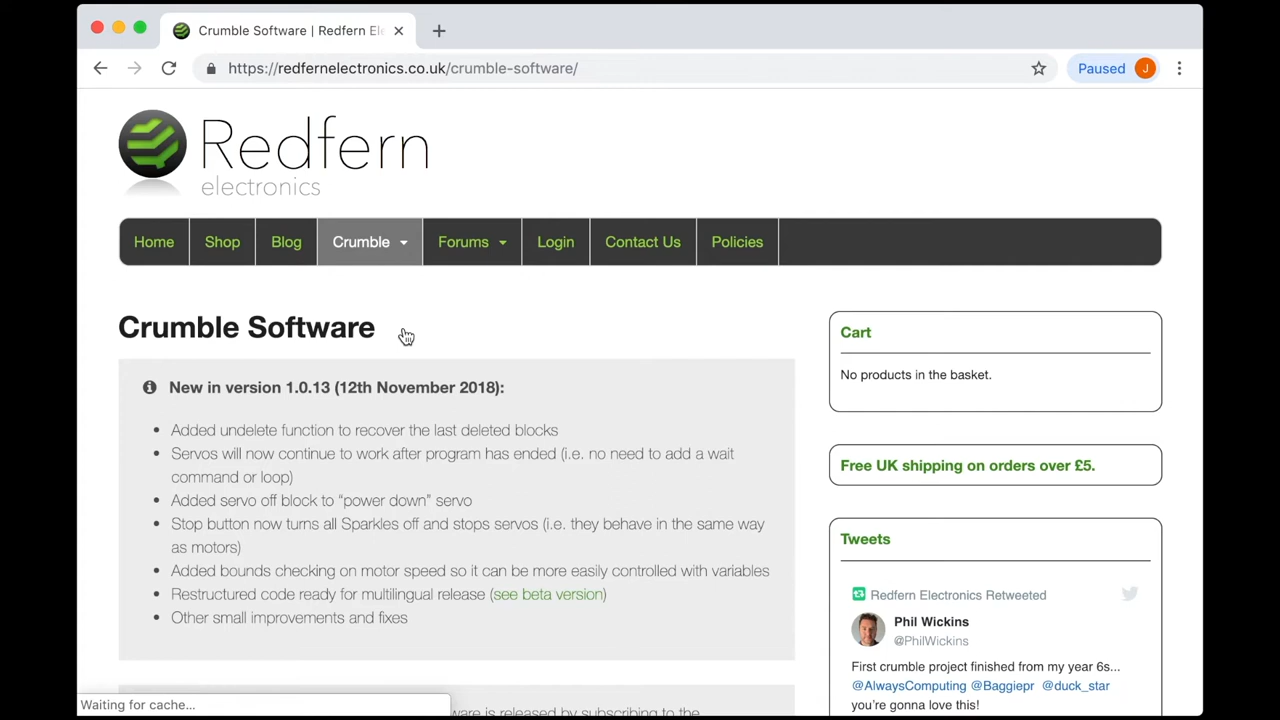 Crumble Software | Redfern Ele
https://redfernelectronics.co.uk/crumble-software/
Paused J
Redfern
electronics
Home Shop Blog Crumble Forums Login Contact Us Policies
Crumble Software
New in version 1.0.13 (12th November 2018):
Added undelete function to recover the last deleted blocks
Servos will now continue to work after program has ended (i.e. no need to add a wait
command or loop)
Added servo off block to “power down” servo
Stop button now turns all Sparkles off and stops servos (i.e. they behave in the same way
as motors)
Added bounds checking on motor speed so it can be more easily controlled with variables
Restructured code ready for multilingual release (see beta version)
Other small improvements and fixes
ware is released by subscribing to the
Waiting for cache...
Cart
No products in the basket.
Free UK shipping on orders over £5.
Tweets
Redfern Electronics Retweeted
Phil Wickins
@PhilWickins
First crumble project finished from my year 6s...
@AlwaysComputing @Baggiepr @duck_star
you’re gonna love this!